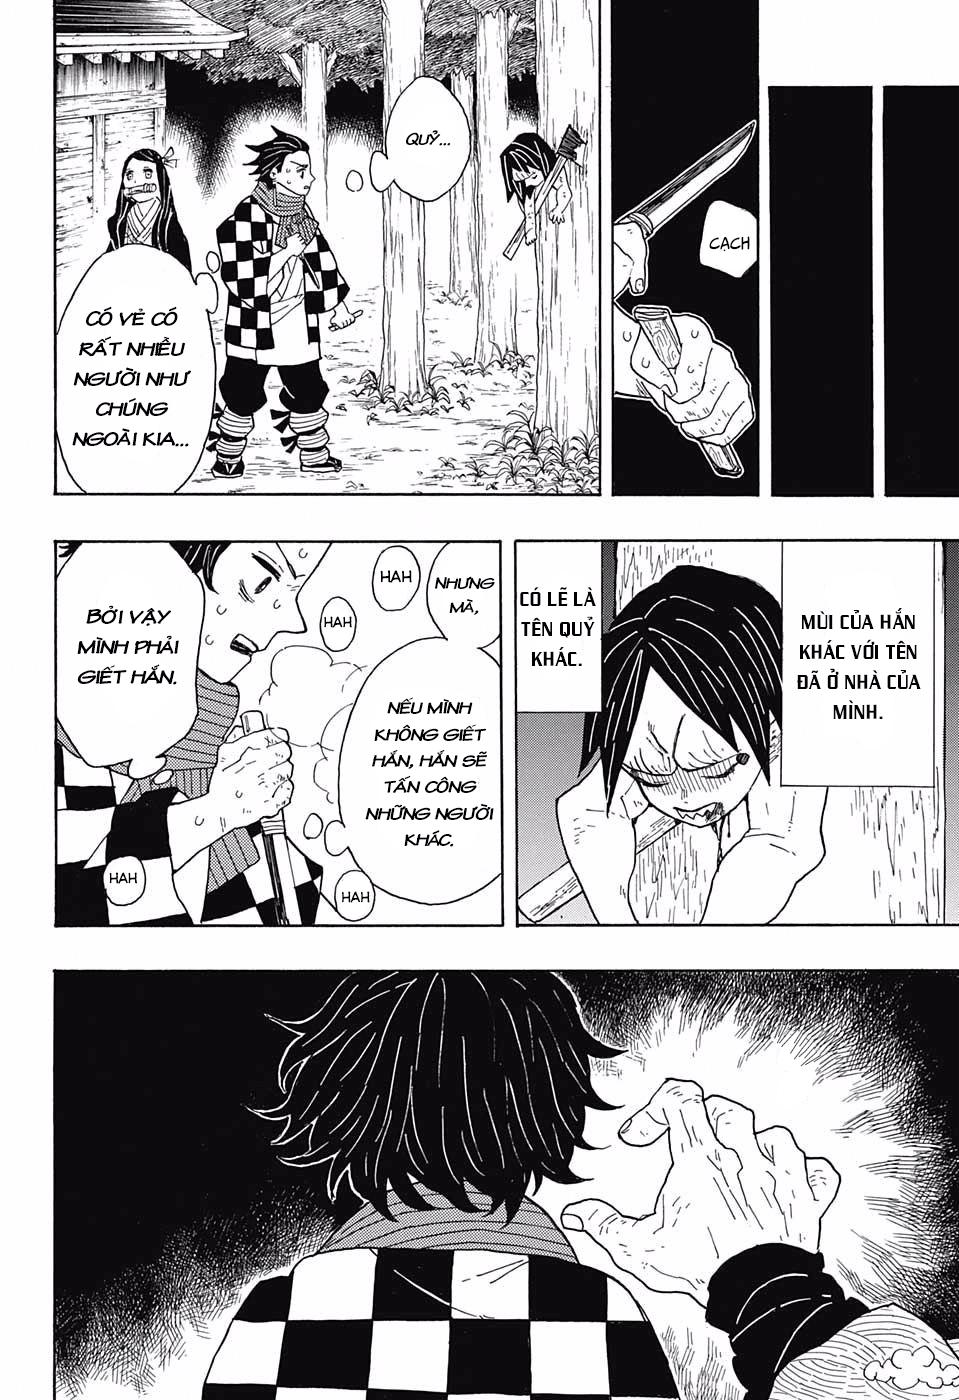 CẠCH
QUỶ...
CÓ VẺ CÓ
RẤT NHIỀU
NGƯỜI NHƯ
CHÚNG
NGOÀI KIA...
MÙI CỦA HẮN
KHÁC VỚI TÊN
ĐÃ Ở NHÀ CỦA
MÌNH.
CÓ LẼ LÀ
TÊN QUỶ
KHÁC.
NHƯNG
MÀ,
NẾU MÌNH
KHÔNG GIẾT
HẮN, HẮN SẼ
TẤN CÔNG
NHỮNG NGƯỜI
KHÁC.
HAH
HAH
BỞI VẬY
MÌNH PHẢI
GIẾT HẮN.
HAH
HAH